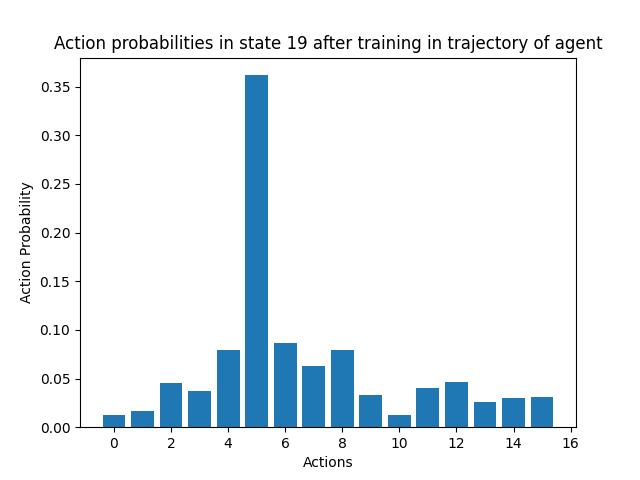 Action probabilities in state 19 after training in trajectory of agent
0.35
0.30
0.25
0.20
0.15
0.10
0.05
0.00
Action Probability
0 2 4 6 8 10 12 14 16
Actions